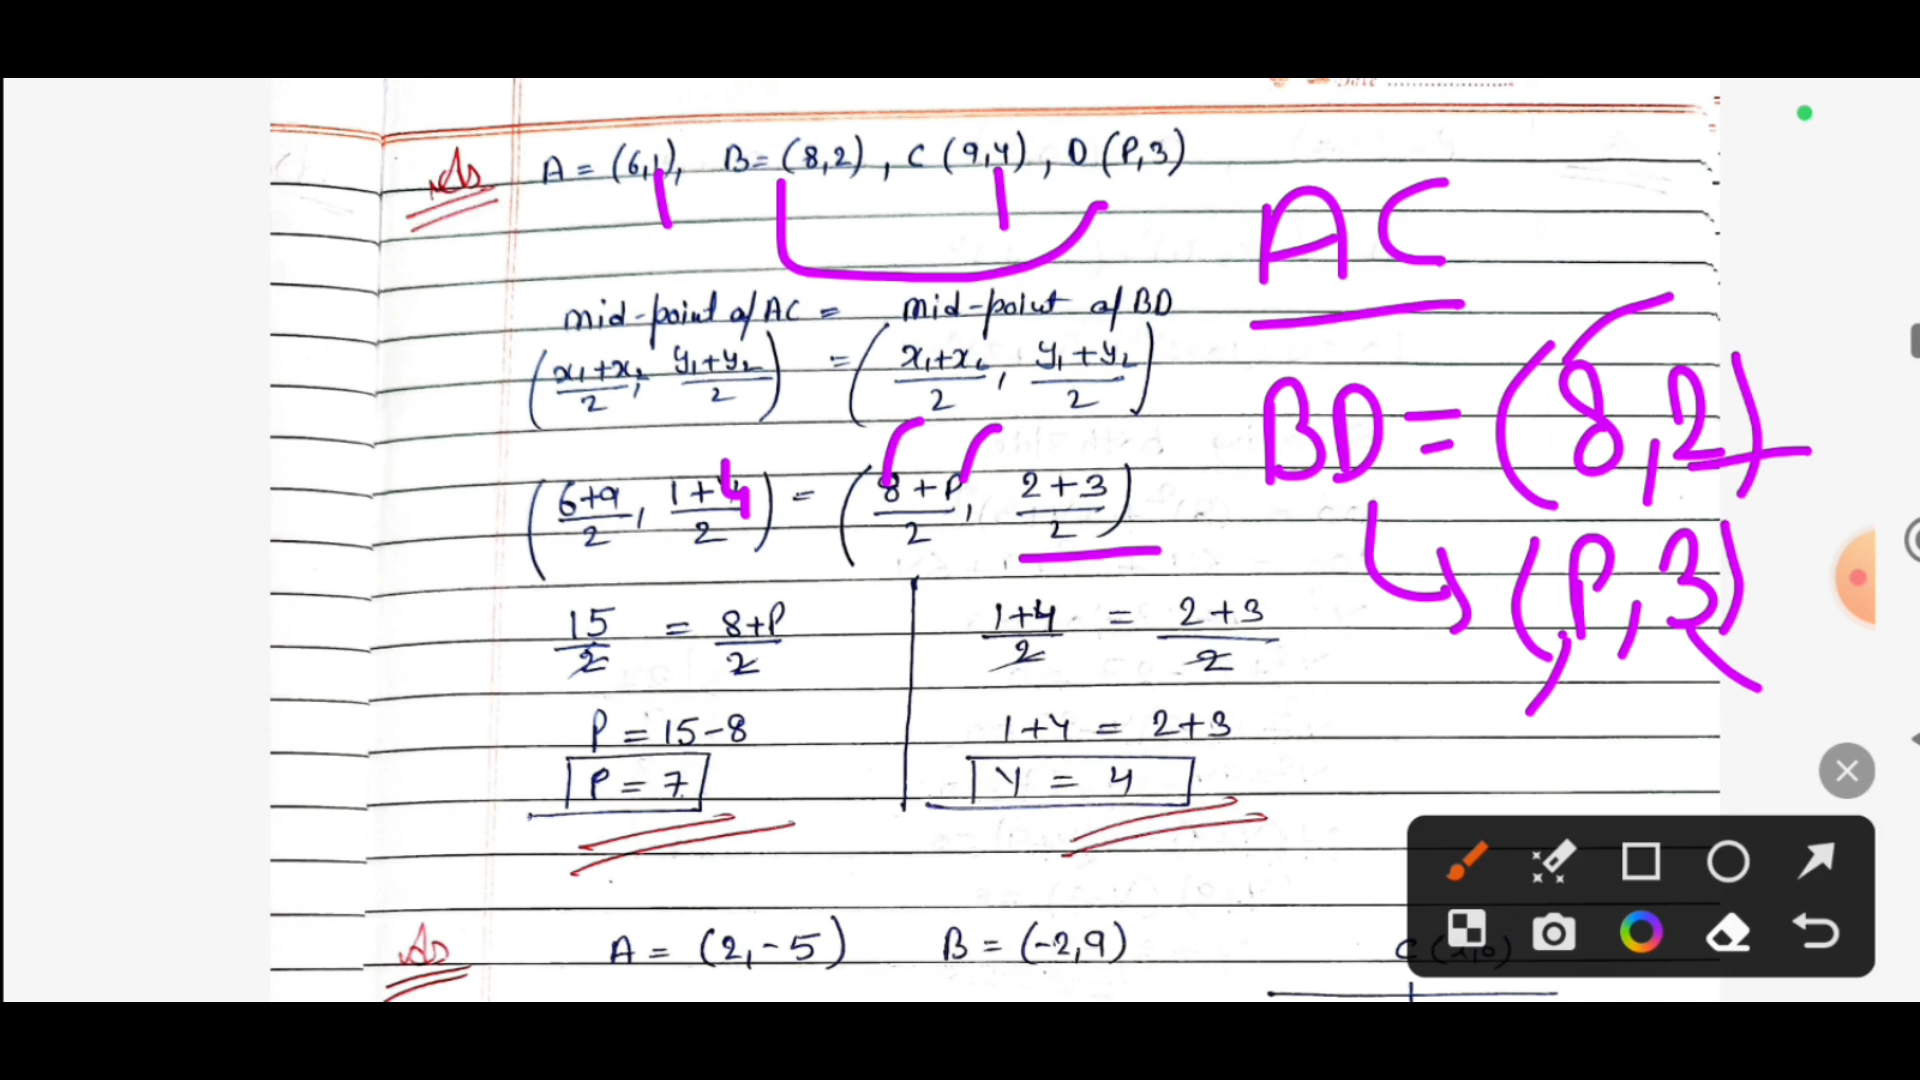 As A = (6,1), B = (8,2), C (9,4), D (P,3)
AC
mid-point of AC = mid-point of BD
(x₁+x₂/2, y₁+y₂/2) = (x₁+x₂/2, y₁+y₂/2)
BD = (8,2)
(6+9/2, 1+4/2) = (8+P/2, 2+3/2)
(P,3)
15/2 = 8+P/2
1+4/2 = 2+3/2
P = 15-8
1+y = 2+3
P = 7
y = 4
As A = (2,-5) B = (-2,9)